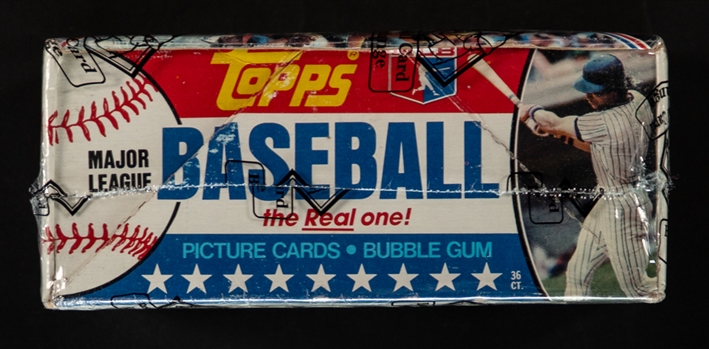 TOPPS®
MAJOR LEAGUE
BASEBALL
the Real one!
PICTURE CARDS • BUBBLE GUM
36 CT.